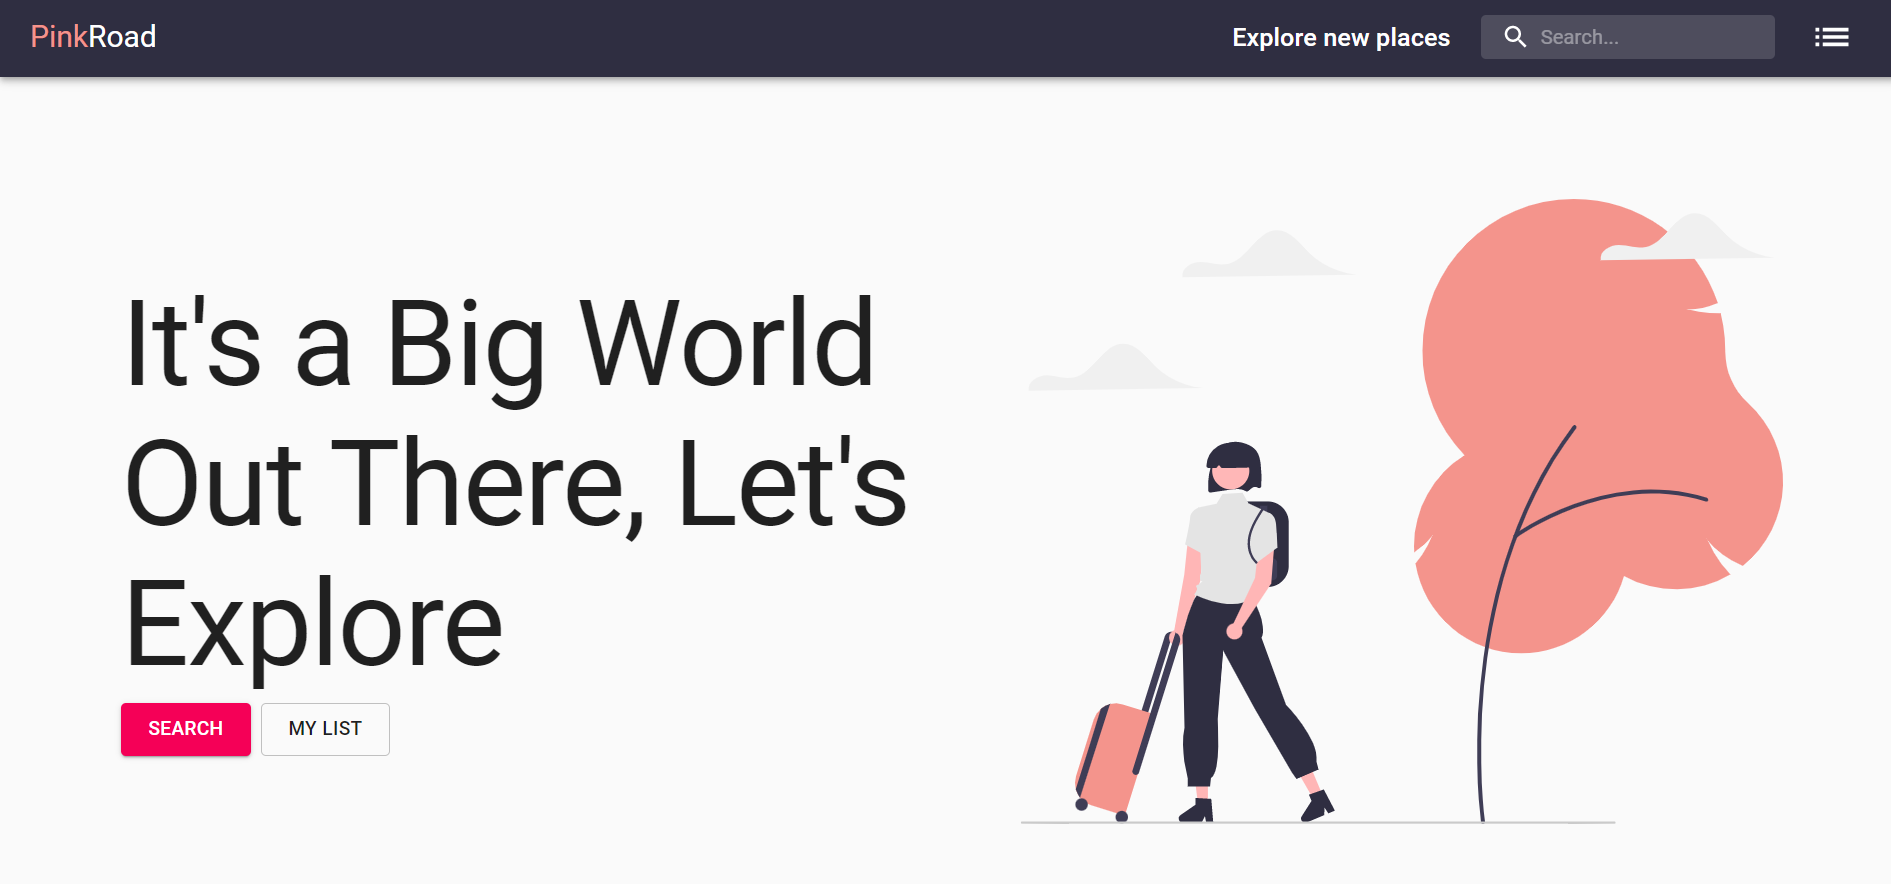 PinkRoad
Explore new places
Search...
It's a Big World
Out There, Let's
Explore
SEARCH
MY LIST